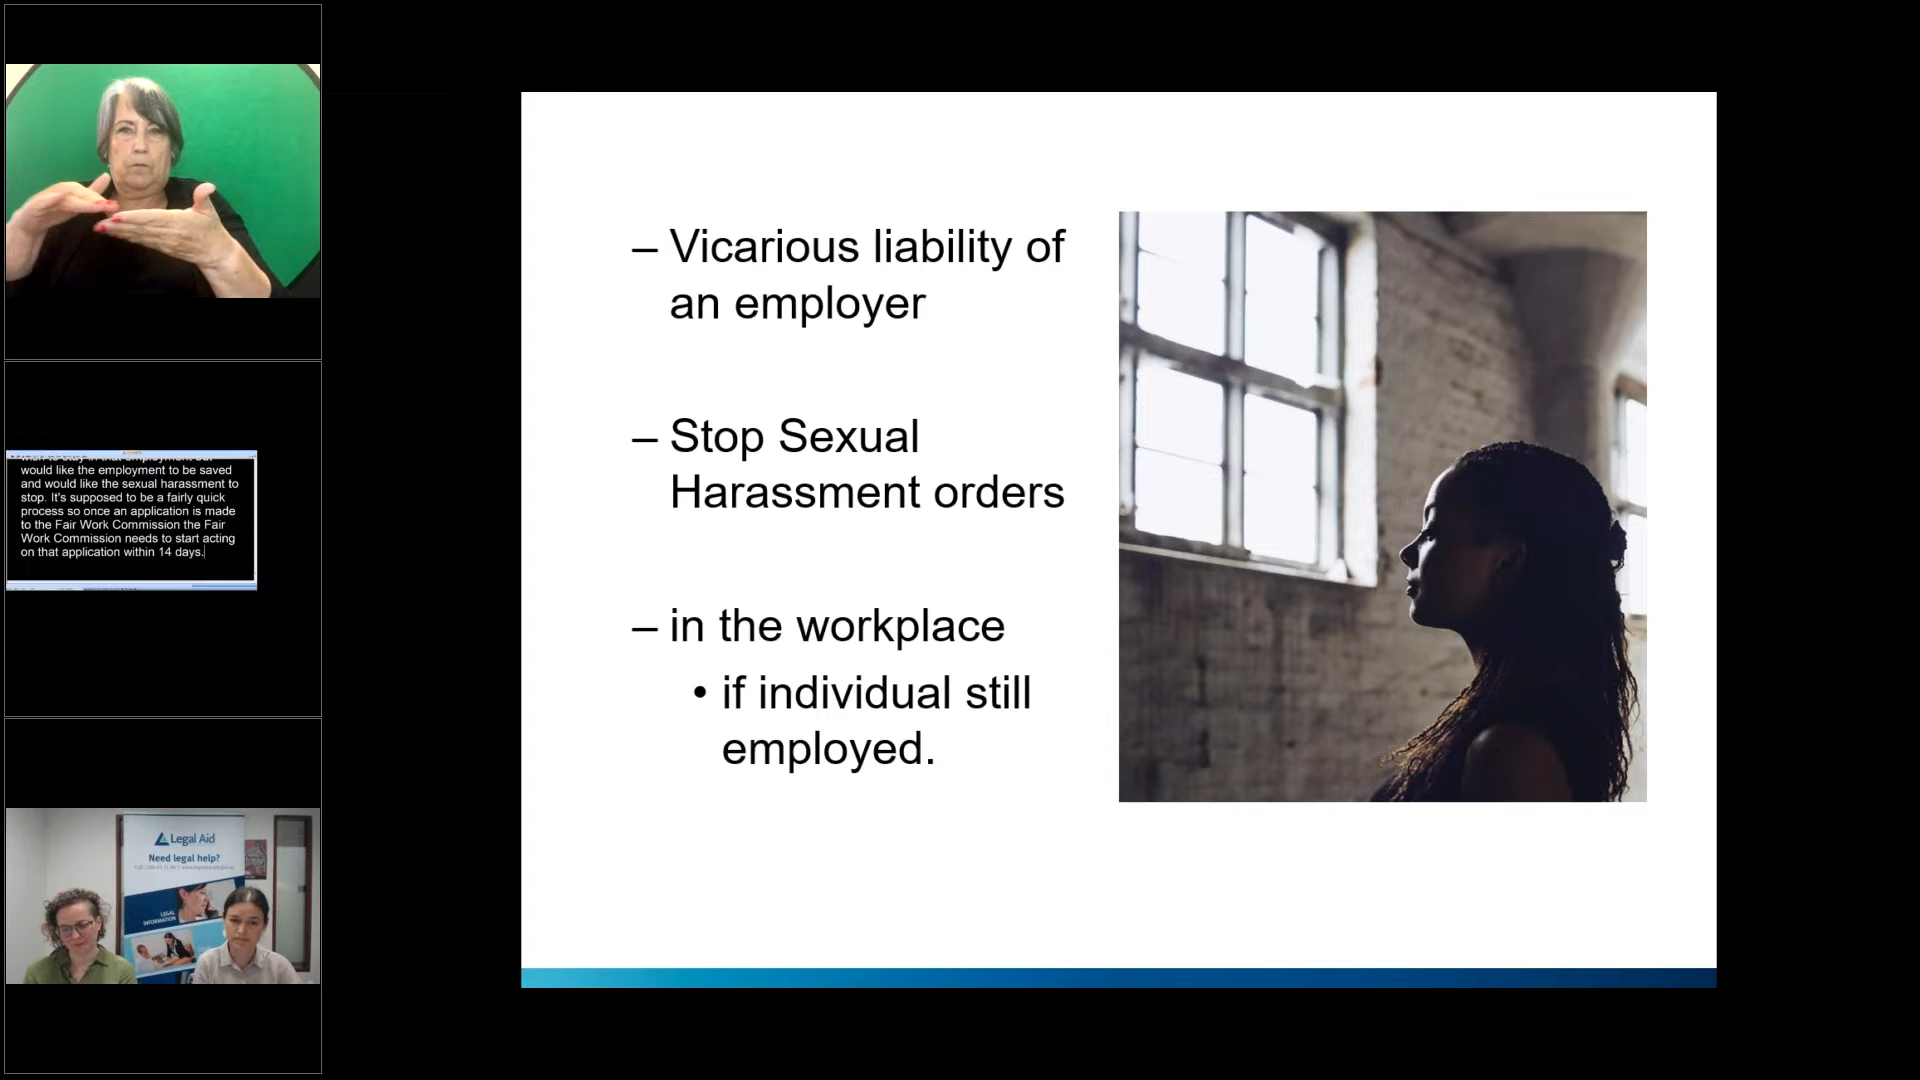 – Vicarious liability of
an employer
– Stop Sexual
Harassment orders
– in the workplace
• if individual still
employed.
would like the employment to be saved
and would like the sexual harassment to
stop. It's supposed to be a fairly quick
process so once an application is made
to the Fair Work Commission the Fair
Work Commission needs to start acting
on that application within 14 days.
Legal Aid
Need legal help?
LEGAL
INFORMATION